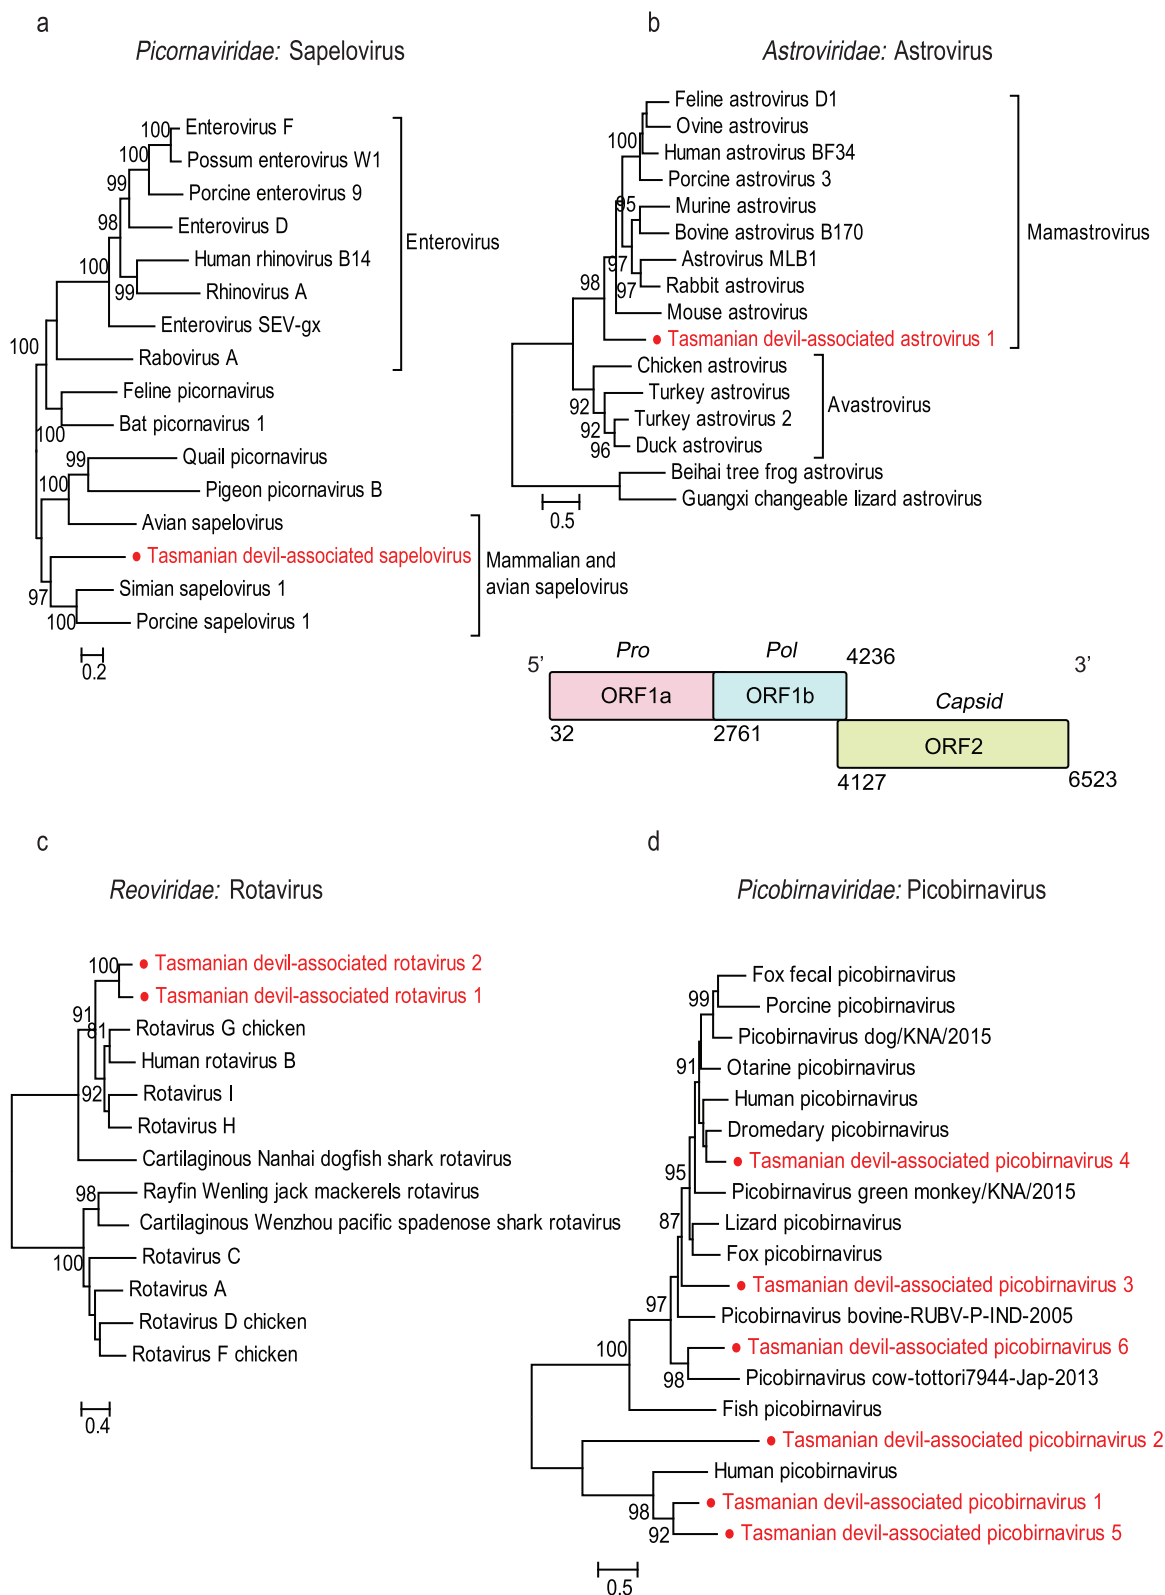 a
Picornaviridae: Sapelovirus
100
Enterovirus F
100
Possum enterovirus W1
99
Porcine enterovirus 9
98
Enterovirus D
Enterovirus
100
Human rhinovirus B14
99
Rhinovirus A
Enterovirus SEV-gx
100
Rabovirus A
Feline picornavirus
100
Bat picornavirus 1
99
Quail picornavirus
100
Pigeon picornavirus B
Avian sapelovirus
Tasmanian devil-associated sapelovirus
Mammalian and
avian sapelovirus
97
Simian sapelovirus 1
100
Porcine sapelovirus 1
0.2
b
Astroviridae: Astrovirus
Feline astrovirus D1
Ovine astrovirus
100
Human astrovirus BF34
Porcine astrovirus 3
95
Murine astrovirus
Bovine astrovirus B170
Mamastrovirus
97
Astrovirus MLB1
98
97
Rabbit astrovirus
Mouse astrovirus
Tasmanian devil-associated astrovirus 1
Chicken astrovirus
Turkey astrovirus
92
Avastrovirus
92
Turkey astrovirus 2
96
Duck astrovirus
Beihai tree frog astrovirus
Guangxi changeable lizard astrovirus
0.5
5’
Pro
Pol
4236
3’
ORF1a
ORF1b
Capsid
32
2761
ORF2
4127
6523
c
Reoviridae: Rotavirus
100
Tasmanian devil-associated rotavirus 2
Tasmanian devil-associated rotavirus 1
91
81
Rotavirus G chicken
Human rotavirus B
92
Rotavirus I
Rotavirus H
Cartilaginous Nanhai dogfish shark rotavirus
98
Rayfin Wenling jack mackerels rotavirus
Cartilaginous Wenzhou pacific spadenose shark rotavirus
100
Rotavirus C
Rotavirus A
Rotavirus D chicken
Rotavirus F chicken
0.4
d
Picobirnaviridae: Picobirnavirus
Fox fecal picobirnavirus
99
Porcine picobirnavirus
Picobirnavirus dog/KNA/2015
91
Otarine picobirnavirus
Human picobirnavirus
Dromedary picobirnavirus
Tasmanian devil-associated picobirnavirus 4
95
Picobirnavirus green monkey/KNA/2015
87
Lizard picobirnavirus
Fox picobirnavirus
Tasmanian devil-associated picobirnavirus 3
97
Picobirnavirus bovine-RUBV-P-IND-2005
100
Tasmanian devil-associated picobirnavirus 6
98
Picobirnavirus cow-tottori7944-Jap-2013
Fish picobirnavirus
Tasmanian devil-associated picobirnavirus 2
Human picobirnavirus
98
Tasmanian devil-associated picobirnavirus 1
92
Tasmanian devil-associated picobirnavirus 5
0.5